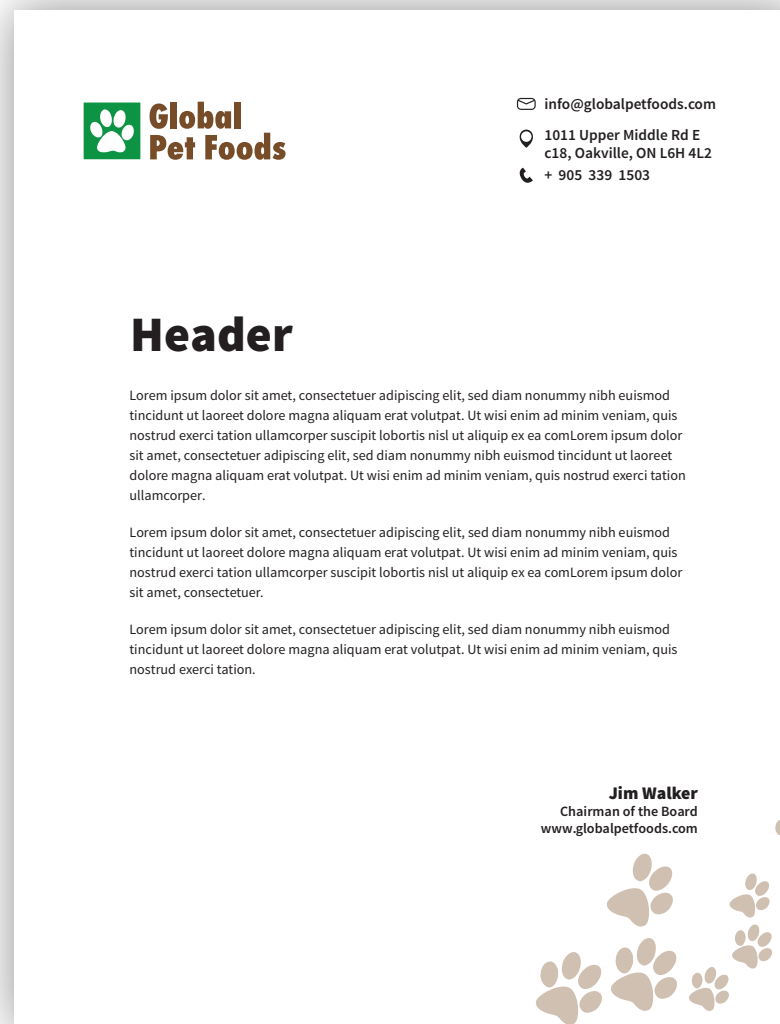 Global
Pet Foods
info@globalpetfoods.com
1011 Upper Middle Rd E
c18, Oakville, ON L6H 4L2
+ 905 339 1503
Header
Lorem ipsum dolor sit amet, consectetuer adipiscing elit, sed diam nonummy nibh euismod
tincidunt ut laoreet dolore magna aliquam erat volutpat. Ut wisi enim ad minim veniam, quis
nostrud exerci tation ullamcorper suscipit lobortis nisl ut aliquip ex ea comLorem ipsum dolor
sit amet, consectetuer adipiscing elit, sed diam nonummy nibh euismod tincidunt ut laoreet
dolore magna aliquam erat volutpat. Ut wisi enim ad minim veniam, quis nostrud exerci tation
ullamcorper.
Lorem ipsum dolor sit amet, consectetuer adipiscing elit, sed diam nonummy nibh euismod
tincidunt ut laoreet dolore magna aliquam erat volutpat. Ut wisi enim ad minim veniam, quis
nostrud exerci tation ullamcorper suscipit lobortis nisl ut aliquip ex ea comLorem ipsum dolor
sit amet, consectetuer.
Lorem ipsum dolor sit amet, consectetuer adipiscing elit, sed diam nonummy nibh euismod
tincidunt ut laoreet dolore magna aliquam erat volutpat. Ut wisi enim ad minim veniam, quis
nostrud exerci tation.
Jim Walker
Chairman of the Board
www.globalpetfoods.com